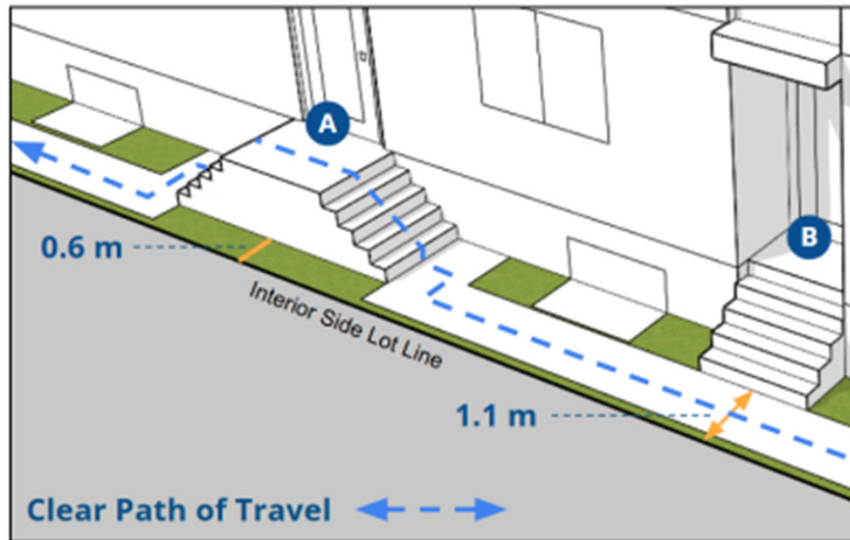 A
B
0.6 m
Interior Side Lot Line
1.1 m
Clear Path of Travel